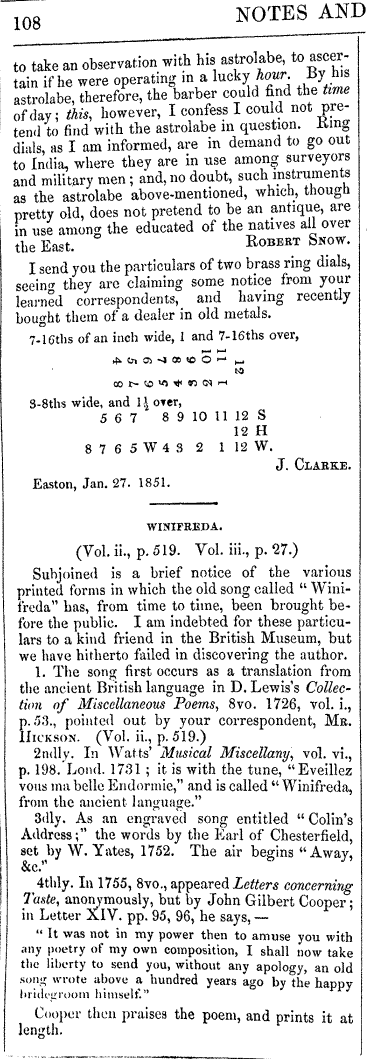 108
NOTES AND
to take an observation with his astrolabe, to ascer-
tain if he were operating in a lucky hour. By his
astrolabe, therefore, the barber could find the time
of day; this, however, I confess I could not pre-
tend to find with the astrolabe in question. Ring
dials, as I am informed, are in demand to go out
to India, where they are in use among surveyors
and military men; and, no doubt, such instruments
as the astrolabe above-mentioned, which, though
pretty old, does not pretend to be an antique, are
in use among the educated of the natives all over
the East. ROBERT SNOW.
I send you the particulars of two brass ring dials,
seeing they are claiming some notice from your
learned correspondents, and having recently
bought them of a dealer in old metals.
7-16ths of an inch wide, 1 and 7-16ths over,
4 5 6 7 8 9 10 11 12
8 7 6 5 4 3 2 1
3-8ths wide, and 1½ over,
5 6 7 8 9 10 11 12 S
12 H
8 7 6 5 W 4 3 2 1 12 W.
J. CLARKE.
Easton, Jan. 27. 1851.
WINIFREDA.
(Vol. ii., p. 519. Vol. iii., p. 27.)
Subjoined is a brief notice of the various
printed forms in which the old song called “Wini-
freda” has, from time to time, been brought be-
fore the public. I am indebted for these particu-
lars to a kind friend in the British Museum, but
we have hitherto failed in discovering the author.
1. The song first occurs as a translation from
the ancient British language in D. Lewis's Collec-
tion of Miscellaneous Poems, 8vo. 1726, vol. i.,
p. 53., pointed out by your correspondent, MR.
HICKSON. (Vol. ii., p. 519.)
2ndly. In Watts' Musical Miscellany, vol. vi.,
p. 198. Lond. 1731; it is with the tune, “Eveillez
vous ma belle Endormie,” and is called “Winifreda,
from the ancient language.”
3dly. As an engraved song entitled “Colin's
Address;” the words by the Earl of Chesterfield,
set by W. Yates, 1752. The air begins “Away,
&c.”
4thly. In 1755, 8vo., appeared Letters concerning
Taste, anonymously, but by John Gilbert Cooper;
in Letter XIV. pp. 95, 96, he says, —
“It was not in my power then to amuse you with
any poetry of my own composition, I shall now take
the liberty to send you, without any apology, an old
song wrote above a hundred years ago by the happy
bridegroom himself.”
Cooper then praises the poem, and prints it at
length.